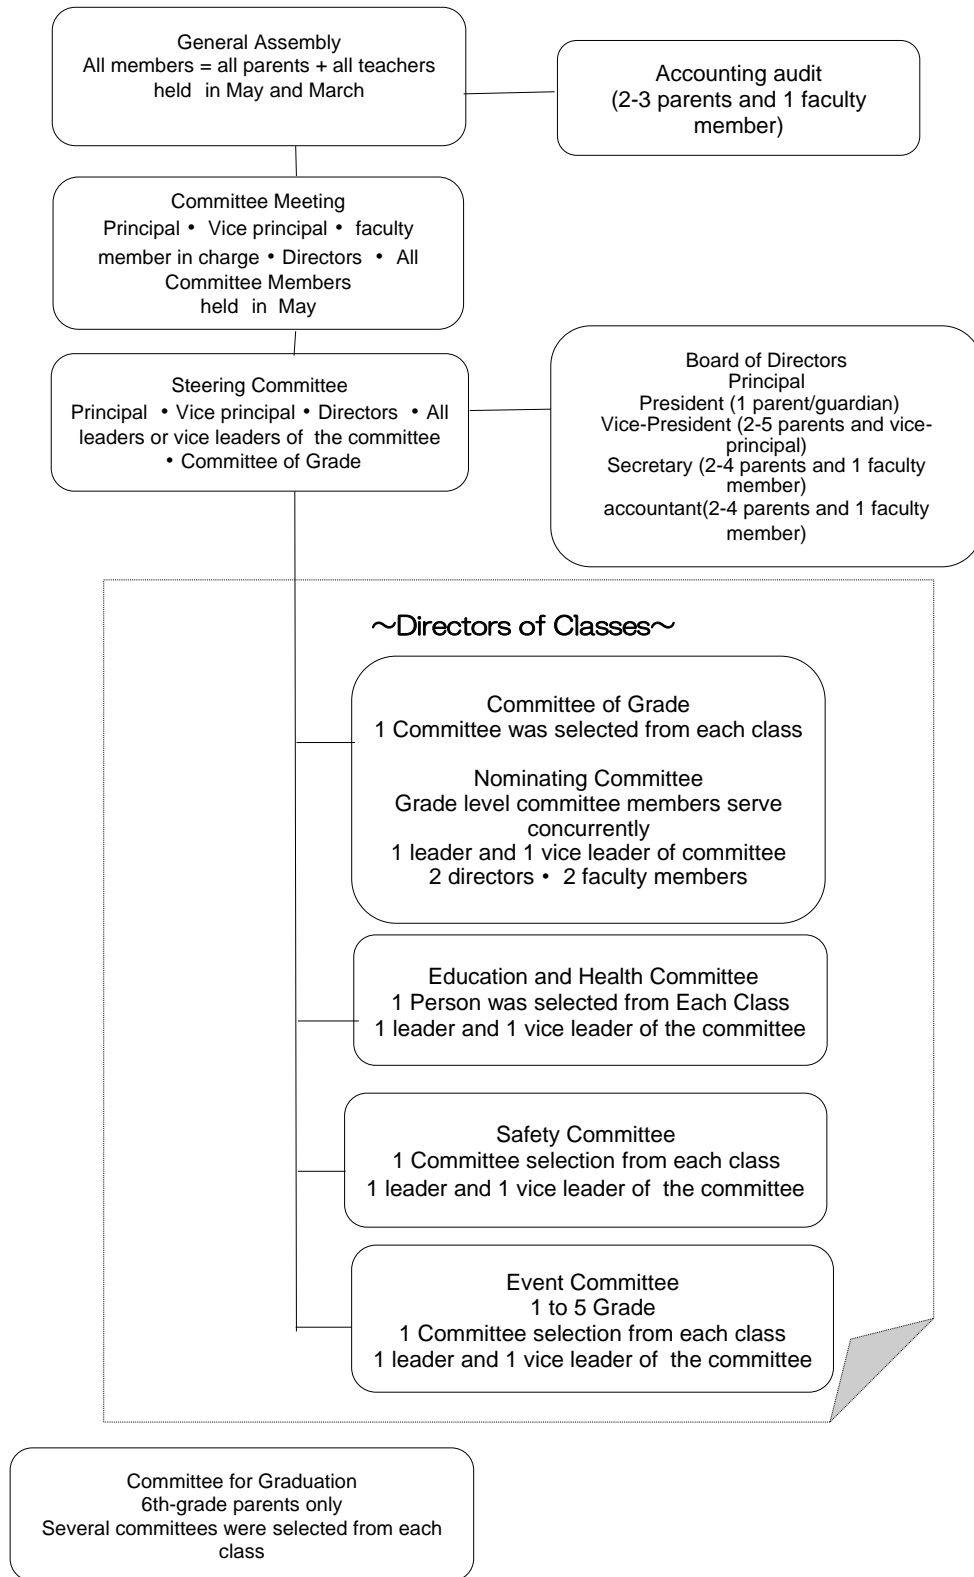 General Assembly
All members = all parents + all teachers
held in May and March
Accounting audit
(2-3 parents and 1 faculty
member)
Committee Meeting
Principal • Vice principal • faculty
member in charge • Directors • All
Committee Members
held in May
Steering Committee
Principal • Vice principal • Directors • All
leaders or vice leaders of the committee
• Committee of Grade
Board of Directors
Principal
President (1 parent/guardian)
Vice-President (2-5 parents and vice-
principal)
Secretary (2-4 parents and 1 faculty
member)
accountant(2-4 parents and 1 faculty
member)
～Directors of Classes～
Committee of Grade
1 Committee was selected from each class
Nominating Committee
Grade level committee members serve
concurrently
1 leader and 1 vice leader of committee
2 directors • 2 faculty members
Education and Health Committee
1 Person was selected from Each Class
1 leader and 1 vice leader of the committee
Safety Committee
1 Committee selection from each class
1 leader and 1 vice leader of the committee
Event Committee
1 to 5 Grade
1 Committee selection from each class
1 leader and 1 vice leader of the committee
Committee for Graduation
6th-grade parents only
Several committees were selected from each
class